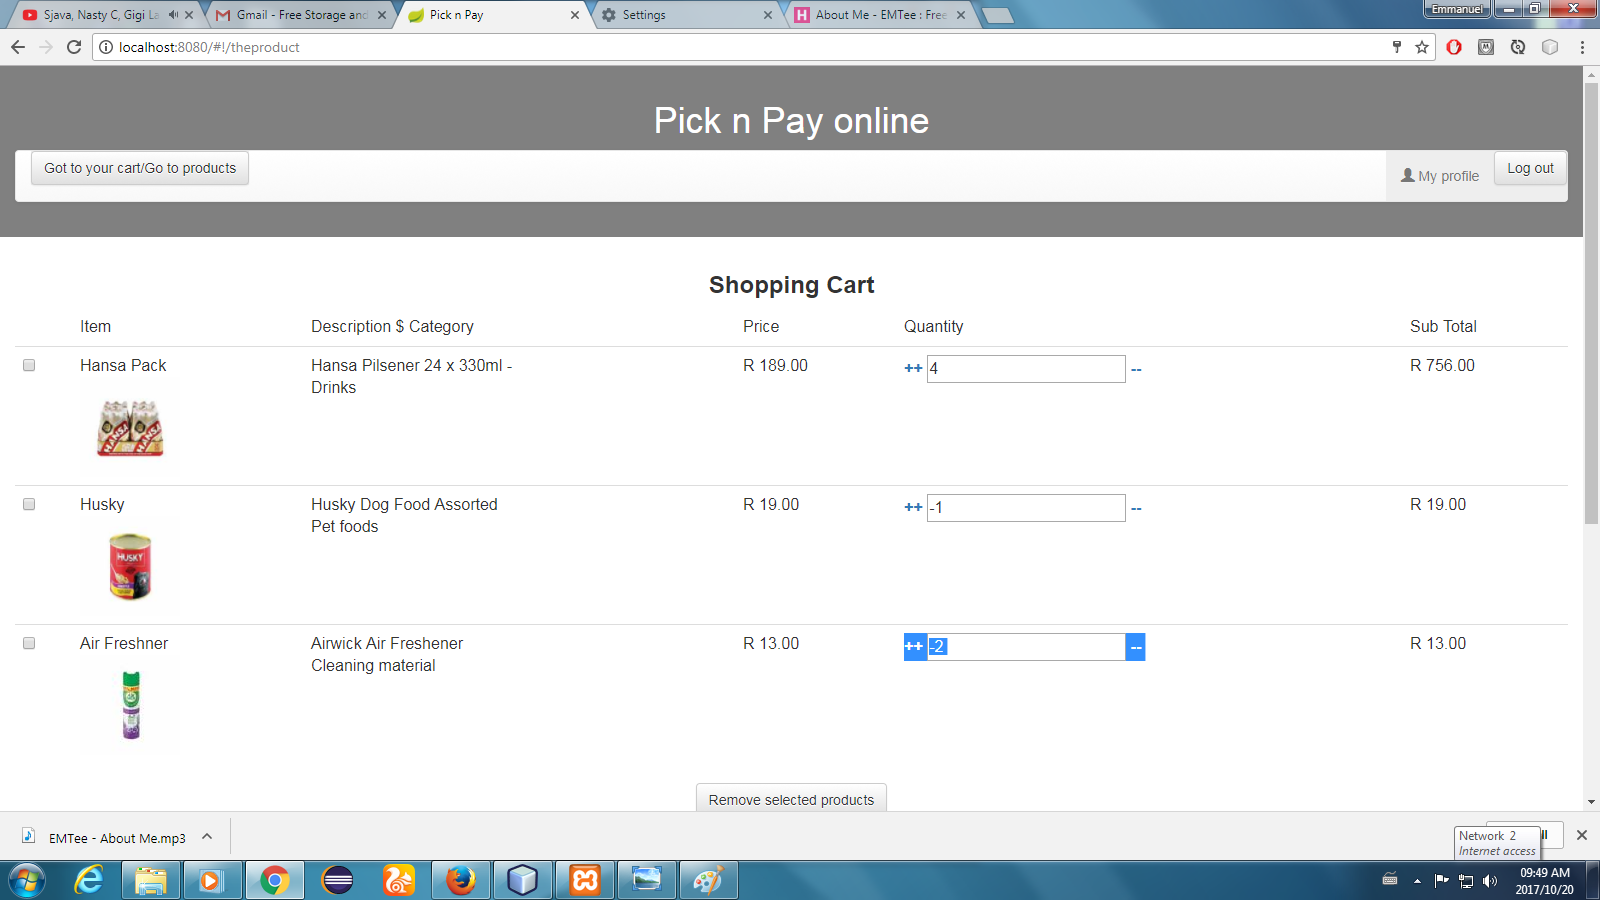 Sjava, Nasty C, Gigi La
Gmail - Free Storage and
Pick n Pay
Settings
About Me - EMTee : Free
Emmanuel
localhost:8080/#!/theproduct
Pick n Pay online
Got to your cart/Go to products
My profile
Log out
Shopping Cart
Item Description $ Category Price Quantity Sub Total
Hansa Pack Hansa Pilsener 24 x 330ml - R 189.00 ++ 4 -- R 756.00
Drinks
HANSA HANSA
Husky Husky Dog Food Assorted R 19.00 ++ -1 -- R 19.00
Pet foods
HUSKY
Air Freshner Airwick Air Freshener R 13.00 ++ -2 -- R 13.00
Cleaning material
Remove selected products
EMTee - About Me.mp3
Network 2
Internet access
09:49 AM
2017/10/20